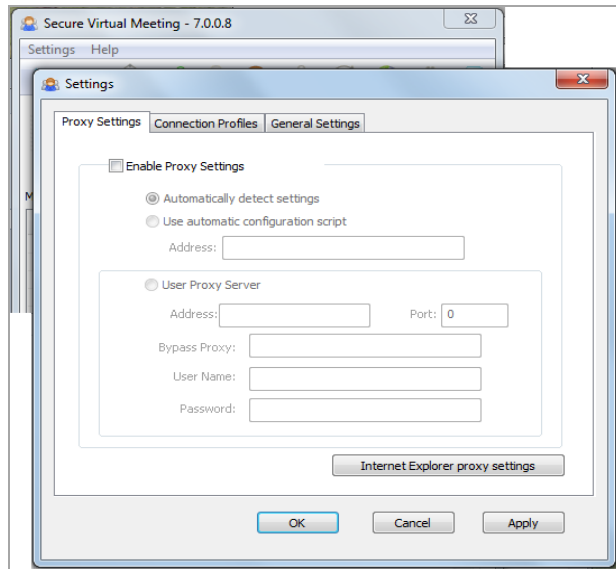 Secure Virtual Meeting - 7.0.0.8
Settings Help
Settings
Proxy Settings Connection Profiles General Settings
Enable Proxy Settings
Automatically detect settings
Use automatic configuration script
Address:
User Proxy Server
Address: Port: 0
Bypass Proxy:
User Name:
Password:
Internet Explorer proxy settings
OK Cancel Apply